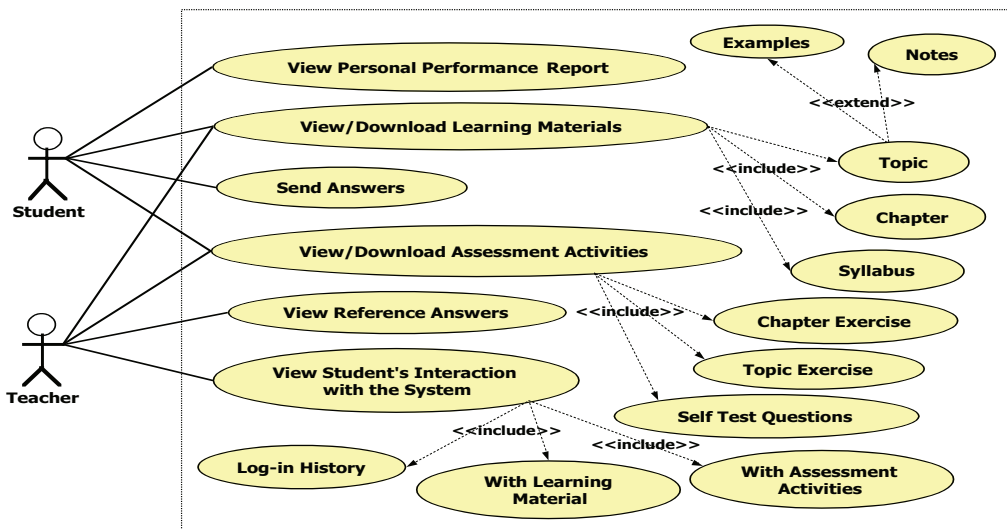 Examples
Notes
View Personal Performance Report
<<extend>>
View/Download Learning Materials
Topic
<<include>>
Send Answers
Student
<<include>>
Chapter
View/Download Assessment Activities
Syllabus
View Reference Answers
<<include>>
Chapter Exercise
View Student's Interaction
with the System
Topic Exercise
Teacher
Self Test Questions
<<include>>
<<include>>
Log-in History
With Learning
Material
With Assessment
Activities